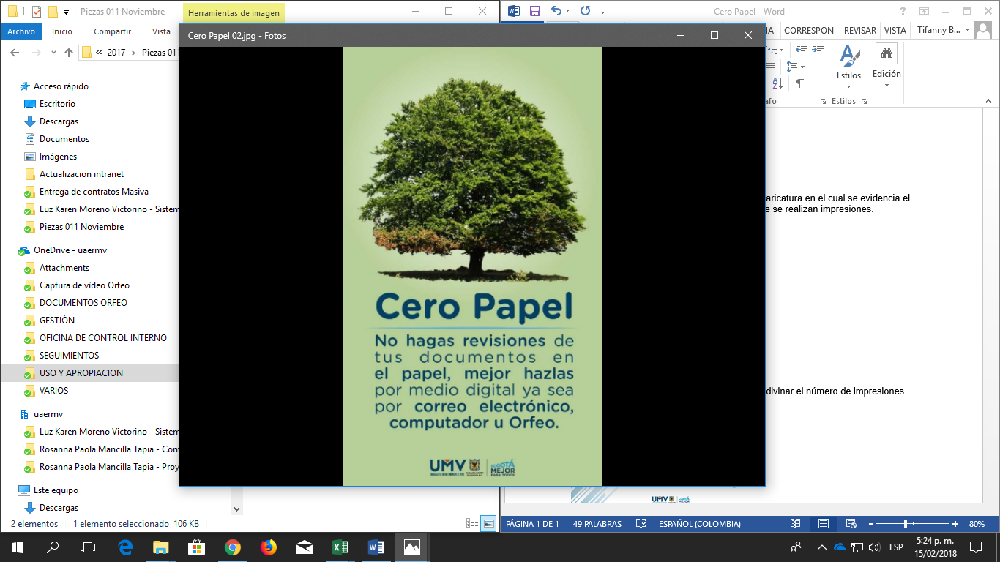 Piezas 011 Noviembre
Herramientas de imagen
Archivo
Inicio
Compartir
Vista
2017
Piezas 011
Acceso rápido
Escritorio
Descargas
Documentos
Imágenes
Actualizacion intranet
Entrega de contratos Masiva
Luz Karen Moreno Victorino - Sistem
Piezas 011 Noviembre
OneDrive - uaermv
Attachments
Captura de vídeo Orfeo
DOCUMENTOS ORFEO
GESTIÓN
OFICINA DE CONTROL INTERNO
SEGUIMIENTOS
USO Y APROPIACION
VARIOS
uaermv
Luz Karen Moreno Victorino - Sistem
Rosanna Paola Mancilla Tapia - Con
Rosanna Paola Mancilla Tapia - Proy
Este equipo
Descargas
2 elementos
1 elemento seleccionado 106 KB
Cero Papel 02.jpg - Fotos
Cero Papel
No hagas revisiones de
tus documentos en
el papel, mejor hazlas
por medio digital ya sea
por correo electrónico,
computador u Orfeo.
UMV
BOGOTÁ
MEJOR
PARA TODOS
Cero Papel - Word
IA CORRESPON REVISAR VISTA Tifanny B...
Estilos
Edición
afo
Estilos
aricatura en el cual se evidencia el
e se realizan impresiones.
divinar el número de impresiones
UMV
PÁGINA 1 DE 1 49 PALABRAS ESPAÑOL (COLOMBIA) 80%
ESP
5:24 p. m.
15/02/2018